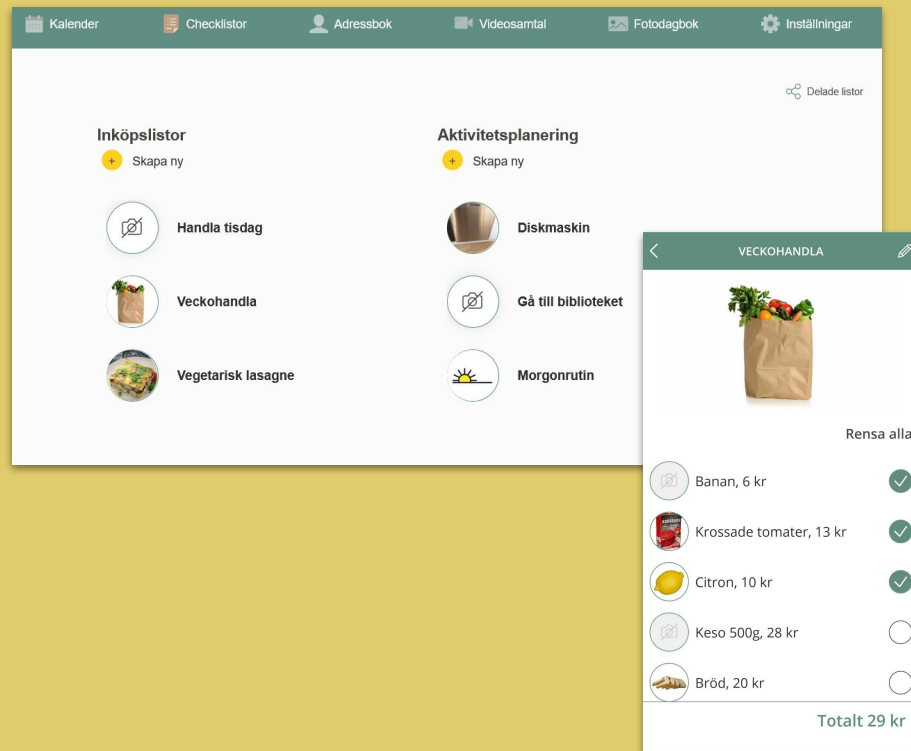 Kalender
Checklistor
Adressbok
Videosamtal
Fotodagbok
Inställningar
Delade listor
Inköpslistor
Skapa ny
Handla tisdag
Veckohandla
Vegetarisk lasagne
Aktivitetsplanering
Skapa ny
Diskmaskin
Gå till biblioteket
Morgonrutin
VECKOHANDLA
Rensa alla
Banan, 6 kr
Krossade tomater, 13 kr
Citron, 10 kr
Keso 500g, 28 kr
Bröd, 20 kr
Totalt 29 kr